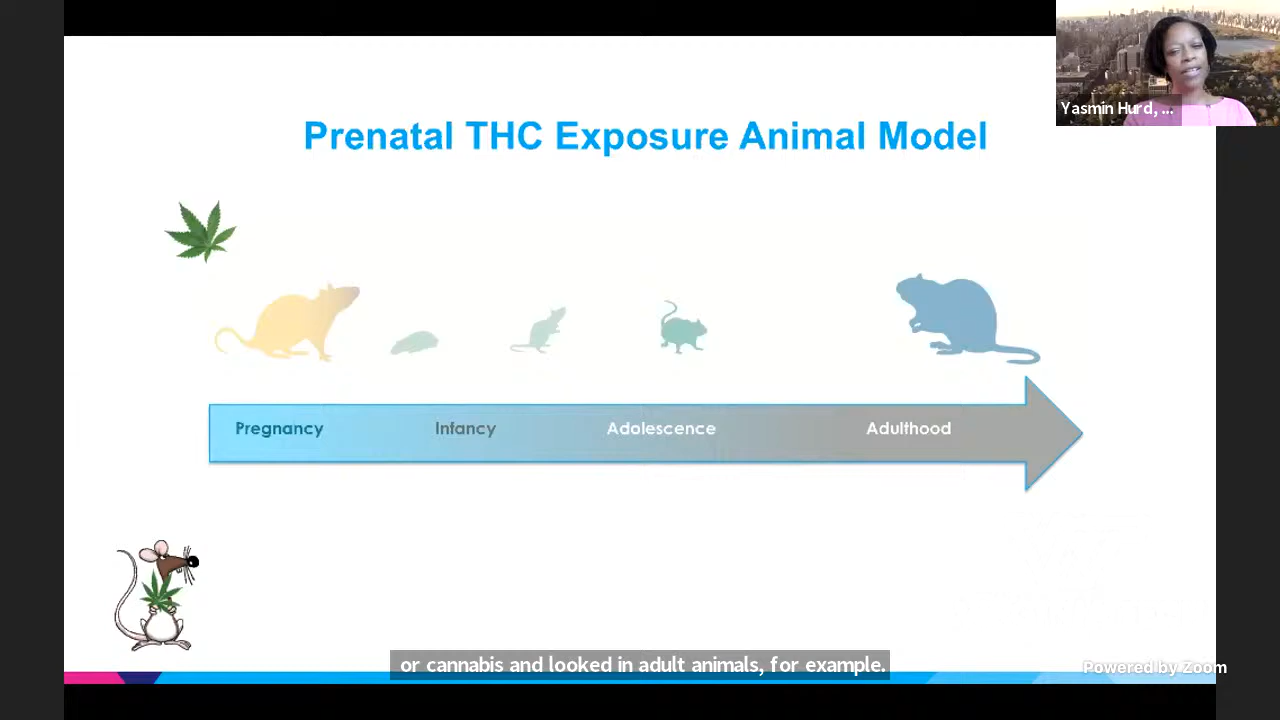 Yasmin Hurd, ...
Prenatal THC Exposure Animal Model
Pregnancy
Infancy
Adolescence
Adulthood
or cannabis and looked in adult animals, for example.
Powered by Zoom